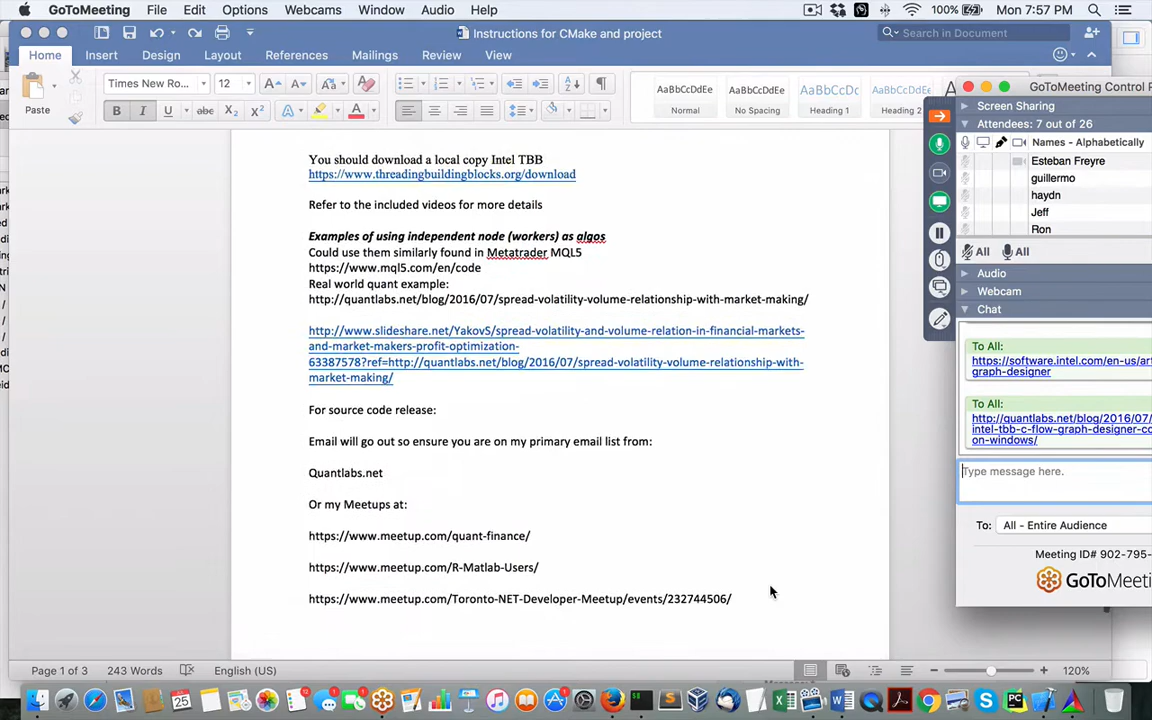 GoToMeeting File Edit Options Webcams Window Audio Help 100% Mon 7:57 PM
Instructions for CMake and project
Search in Document
Home Insert Design Layout References Mailings Review View
Paste
Times New Ro... 12
B I U abc X₂ X²
AaBbCcDdEe AaBbCcDdEe AaBbCcDc AaBbCcDdEe
Normal No Spacing Heading 1 Heading 2
You should download a local copy Intel TBB
https://www.threadingbuildingblocks.org/download
Refer to the included videos for more details
Examples of using independent node (workers) as algos
Could use them similarly found in Metatrader MQL5
https://www.mql5.com/en/code
Real world quant example:
http://quantlabs.net/blog/2016/07/spread-volatility-volume-relationship-with-market-making/
http://www.slideshare.net/YakovS/spread-volatility-and-volume-relation-in-financial-markets-
and-market-makers-profit-optimization-
63387578?ref=http://quantlabs.net/blog/2016/07/spread-volatility-volume-relationship-with-
market-making/
For source code release:
Email will go out so ensure you are on my primary email list from:
Quantlabs.net
Or my Meetups at:
https://www.meetup.com/quant-finance/
https://www.meetup.com/R-Matlab-Users/
https://www.meetup.com/Toronto-NET-Developer-Meetup/events/232744506/
Page 1 of 3 243 Words English (US) 120%
GoToMeeting Control P
Screen Sharing
Attendees: 7 out of 26
Names - Alphabetically
Esteban Freyre
guillermo
haydn
Jeff
Ron
All All
Audio
Webcam
Chat
To All:
https://software.intel.com/en-us/art
graph-designer
To All:
http://quantlabs.net/blog/2016/07/
intel-tbb-c-flow-graph-designer-co
on-windows/
Type message here.
To: All - Entire Audience
Meeting ID# 902-795-
GoToMeeti